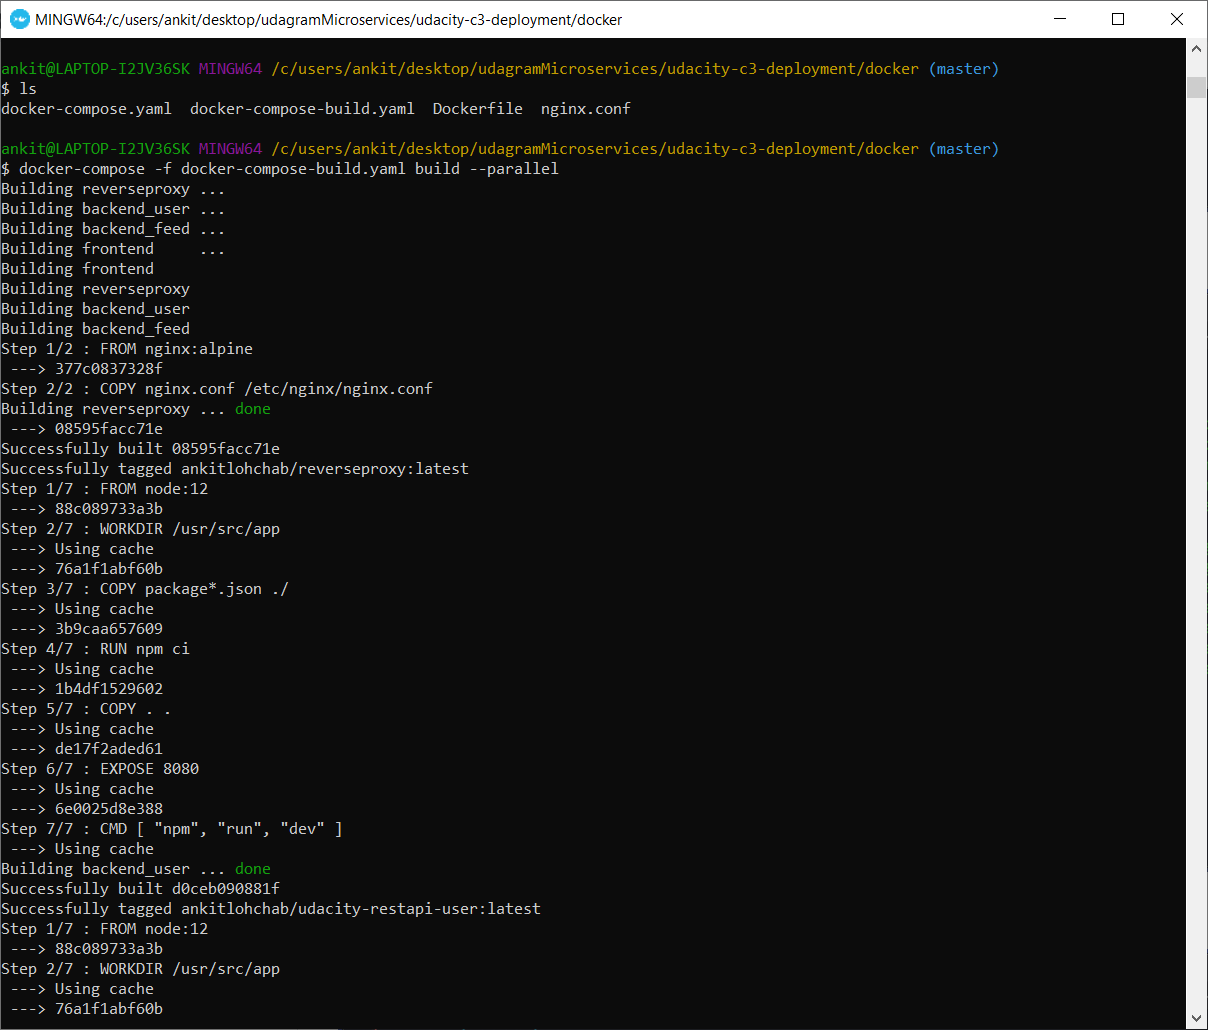 MINGW64:/c/users/ankit/desktop/udagramMicroservices/udacity-c3-deployment/docker
ankit@LAPTOP-I2JV36SK MINGW64 /c/users/ankit/desktop/udagramMicroservices/udacity-c3-deployment/docker (master)
$ ls
docker-compose.yaml  docker-compose-build.yaml  Dockerfile  nginx.conf
ankit@LAPTOP-I2JV36SK MINGW64 /c/users/ankit/desktop/udagramMicroservices/udacity-c3-deployment/docker (master)
$ docker-compose -f docker-compose-build.yaml build --parallel
Building reverseproxy ...
Building backend_user ...
Building backend_feed ...
Building frontend     ...
Building frontend
Building reverseproxy
Building backend_user
Building backend_feed
Step 1/2 : FROM nginx:alpine
 ---> 377c0837328f
Step 2/2 : COPY nginx.conf /etc/nginx/nginx.conf
Building reverseproxy ... done
 ---> 08595facc71e
Successfully built 08595facc71e
Successfully tagged ankitlohchab/reverseproxy:latest
Step 1/7 : FROM node:12
 ---> 88c089733a3b
Step 2/7 : WORKDIR /usr/src/app
 ---> Using cache
 ---> 76a1f1abf60b
Step 3/7 : COPY package*.json ./
 ---> Using cache
 ---> 3b9caa657609
Step 4/7 : RUN npm ci
 ---> Using cache
 ---> 1b4df1529602
Step 5/7 : COPY . .
 ---> Using cache
 ---> de17f2aded61
Step 6/7 : EXPOSE 8080
 ---> Using cache
 ---> 6e0025d8e388
Step 7/7 : CMD [ "npm", "run", "dev" ]
 ---> Using cache
Building backend_user ... done
Successfully built d0ceb090881f
Successfully tagged ankitlohchab/udacity-restapi-user:latest
Step 1/7 : FROM node:12
 ---> 88c089733a3b
Step 2/7 : WORKDIR /usr/src/app
 ---> Using cache
 ---> 76a1f1abf60b